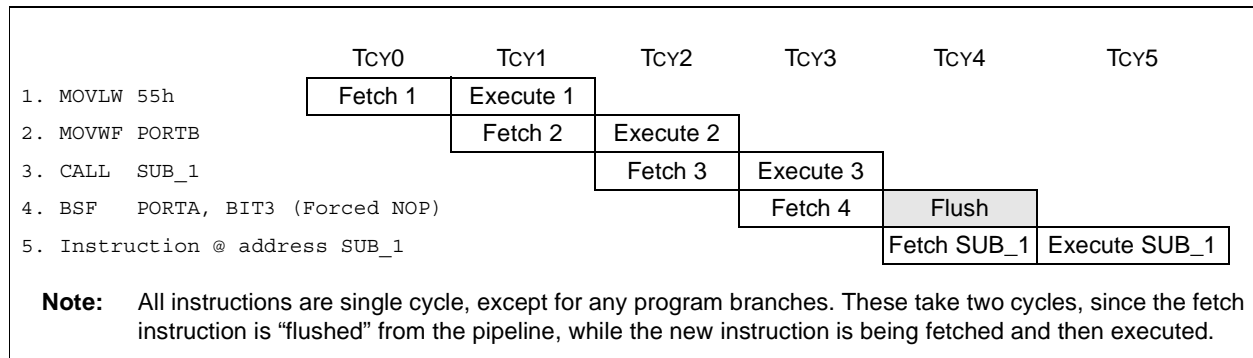 TCY0 TCY1 TCY2 TCY3 TCY4 TCY5
1. MOVLW 55h Fetch 1 Execute 1
2. MOVWF PORTB Fetch 2 Execute 2
3. CALL SUB_1 Fetch 3 Execute 3
4. BSF PORTA, BIT3 (Forced NOP) Fetch 4 Flush
5. Instruction @ address SUB_1 Fetch SUB_1 Execute SUB_1
Note: All instructions are single cycle, except for any program branches. These take two cycles, since the fetch
instruction is “flushed” from the pipeline, while the new instruction is being fetched and then executed.